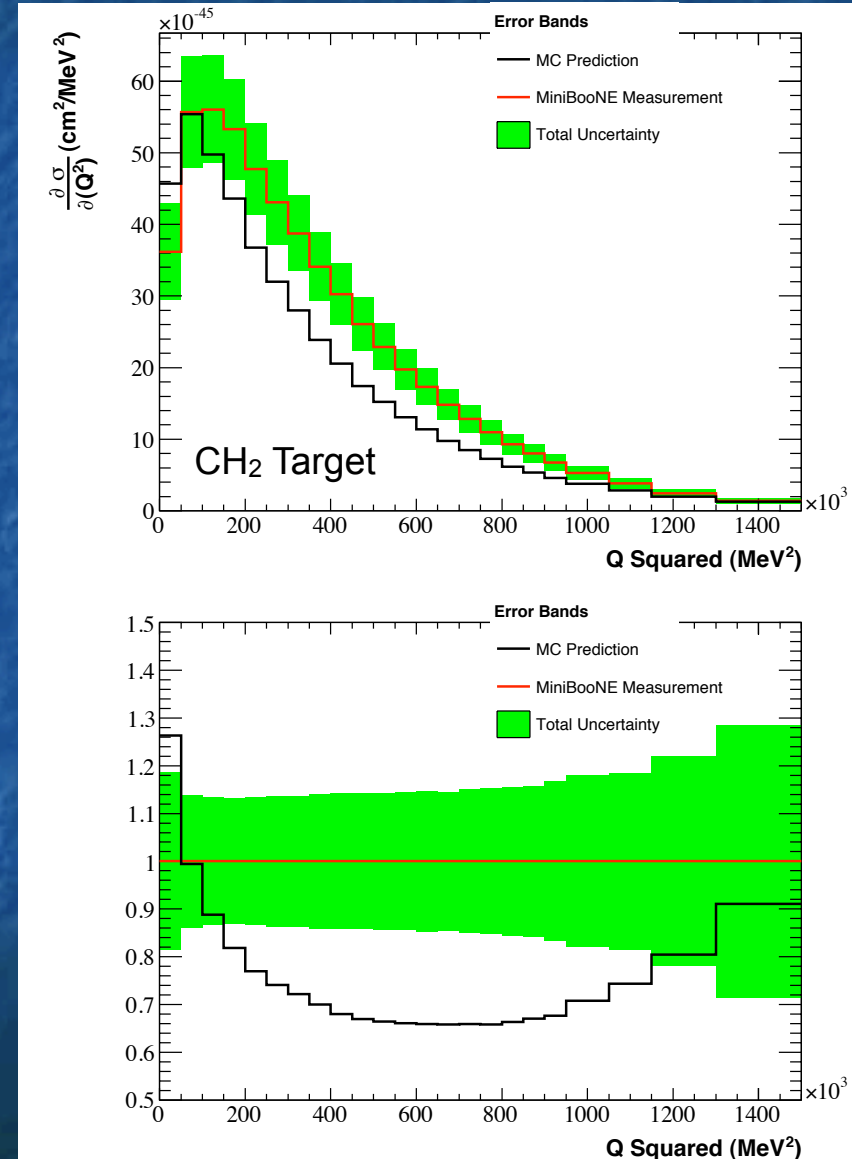 ×10-45
∂ σ
∂(Q2) (cm2/MeV2)
Error Bands
MC Prediction
MiniBooNE Measurement
Total Uncertainty
60
50
40
30
20
10
0
CH2 Target
0 200 400 600 800 1000 1200 1400 ×103
Q Squared (MeV2)
Error Bands
MC Prediction
MiniBooNE Measurement
Total Uncertainty
1.5
1.4
1.3
1.2
1.1
1
0.9
0.8
0.7
0.6
0.5
0 200 400 600 800 1000 1200 1400 ×103
Q Squared (MeV2)